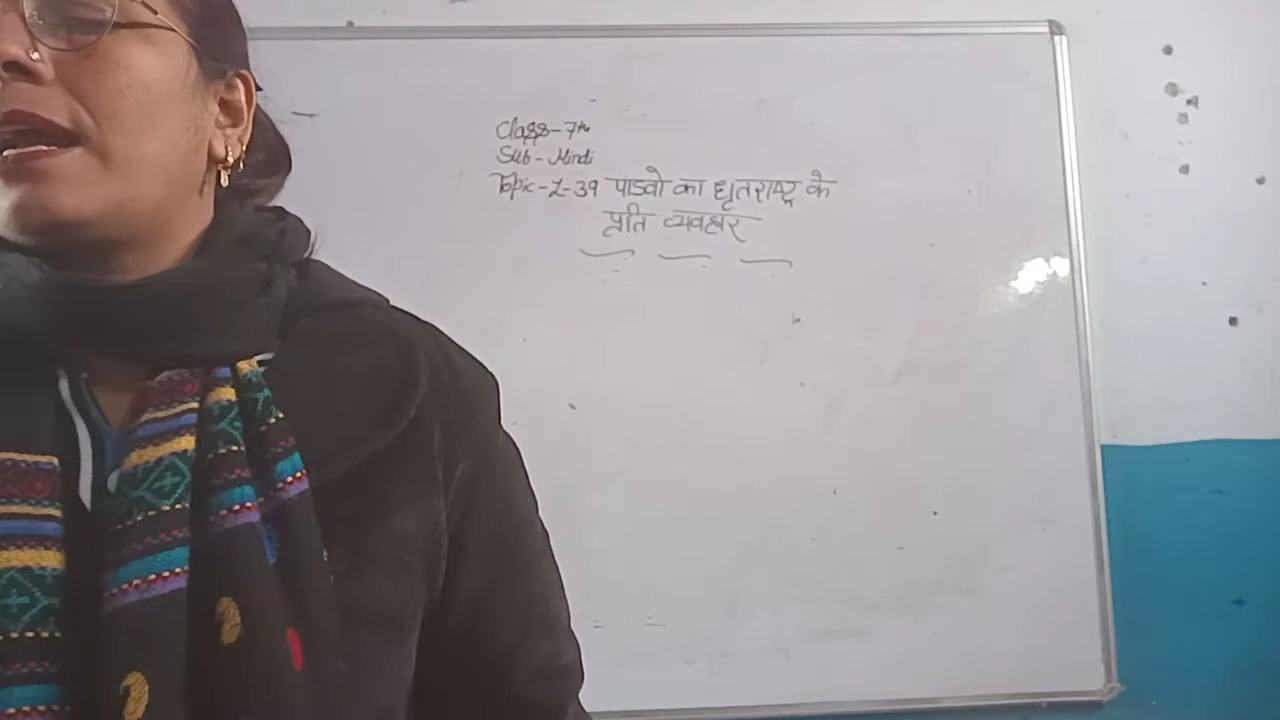 Class-7th
Sub- Hindi
Topic-L-39 पाडवो का धृतराष्ट्र के
प्रति व्यवहार